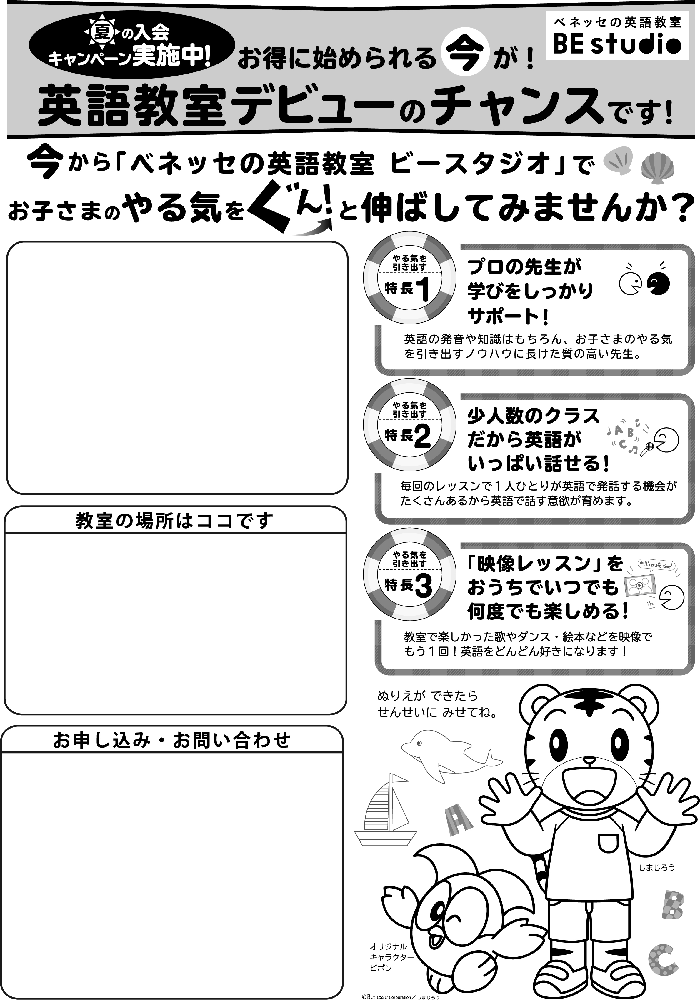 夏の入会
キャンペーン実施中!
お得に始められる今が!
ベネッセの英語教室
BE studio
英語教室デビューのチャンスです!
今から「ベネッセの英語教室 ビースタジオ」で
お子さまのやる気をぐん!と伸ばしてみませんか?
やる気を
引き出す
特長1
プロの先生が
学びをしっかり
サポート!
英語の発音や知識はもちろん、お子さまのやる気
を引き出すノウハウに長けた質の高い先生。
やる気を
引き出す
特長2
少人数のクラス
だから英語が
いっぱい話せる!
A B C C
毎回のレッスンで1人ひとりが英語で発話する機会が
たくさんあるから英語で話す意欲が育めます。
教室の場所はココです
やる気を
引き出す
特長3
「映像レッスン」を
おうちでいつでも
何度でも楽しめる!
It's craft time!
Yes!
教室で楽しかった歌やダンス・絵本などを映像で
もう1回!英語をどんどん好きになります!
お申し込み・お問い合わせ
ぬりえが できたら
せんせいに みせてね。
A
しまじろう
B
C
オリジナル
キャラクター
ピポン
©Benesse Corporation/しまじろう